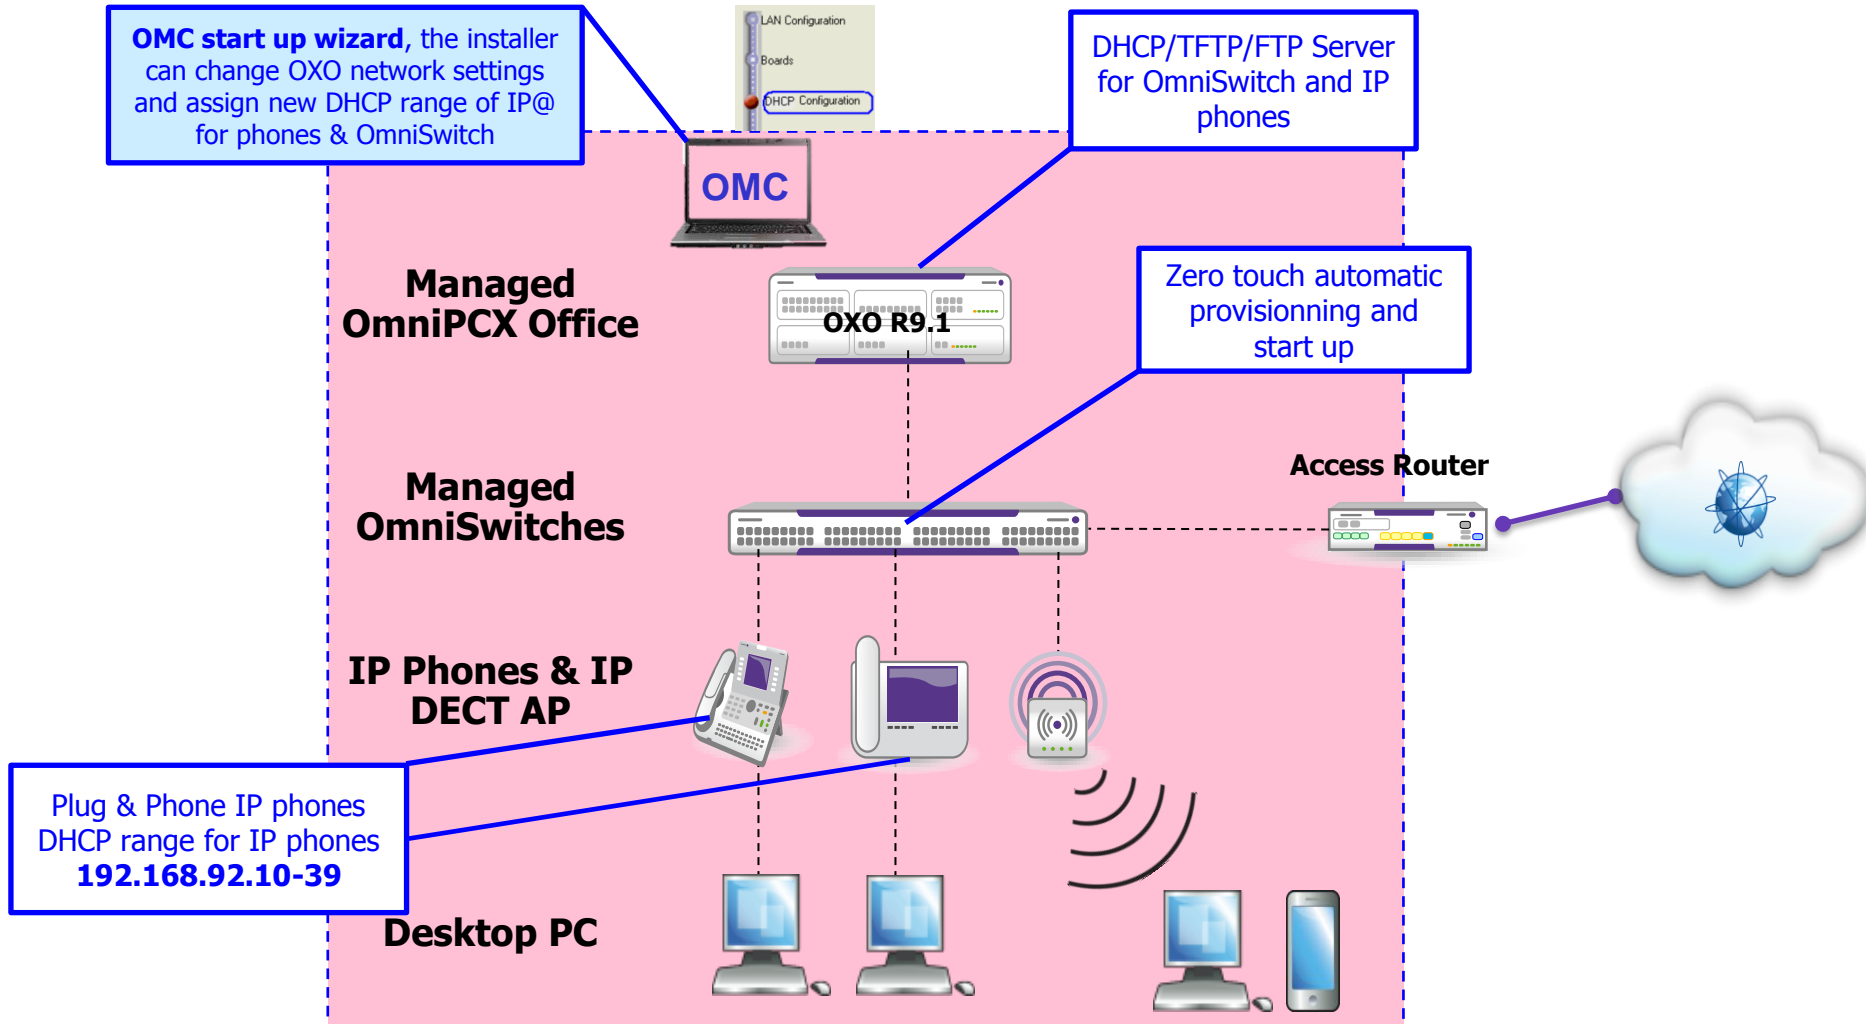 OMC start up wizard, the installer
can change OXO network settings
and assign new DHCP range of IP@
for phones & OmniSwitch
LAN Configuration
Boards
DHCP Configuration
DHCP/TFTP/FTP Server
for OmniSwitch and IP
phones
OMC
Managed
OmniPCX Office
OXO R9.1
Zero touch automatic
provisionning and
start up
Managed
OmniSwitches
Access Router
IP Phones & IP
DECT AP
Plug & Phone IP phones
DHCP range for IP phones
192.168.92.10-39
Desktop PC